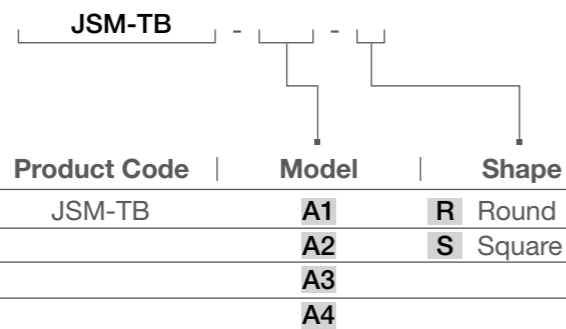 JSM-TB - -
Product Code | Model | Shape
JSM-TB A1 R Round
A2 S Square
A3
A4